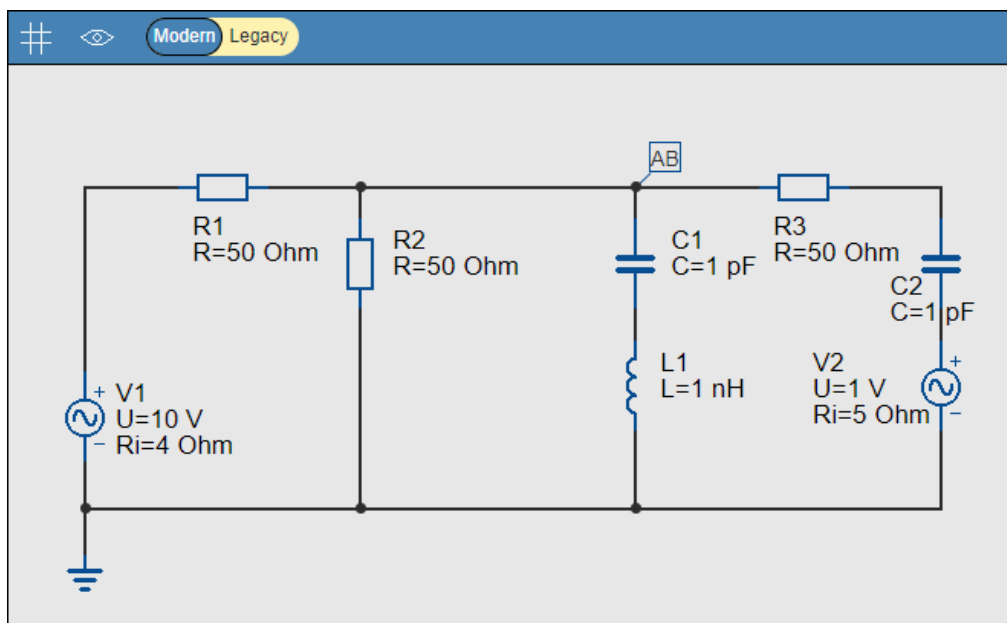 Modern Legacy
AB
R1
R=50 Ohm
R2
R=50 Ohm
C1
C=1 pF
R3
R=50 Ohm
C2
C=1 pF
L1
L=1 nH
V2
U=1 V
Ri=5 Ohm
V1
U=10 V
Ri=4 Ohm